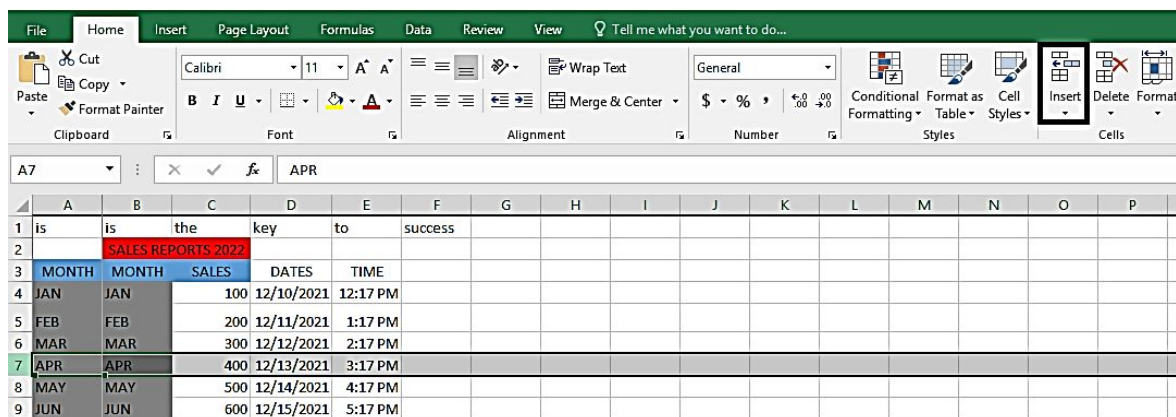 File Home Insert Page Layout Formulas Data Review View Tell me what you want to do...
Cut
Copy
Format Painter
Paste
Clipboard
Calibri 11 A A
B I U A
Font
Wrap Text
Merge & Center
Alignment
General
$ % , .0 .00 .00 .0
Number
Conditional Formatting
Format as Table
Cell Styles
Styles
Insert Delete Format
Cells
A7 fx APR
A B C D E F G H I J K L M N O P
1 is is the key to success
2 SALES REPORTS 2022
3 MONTH MONTH SALES DATES TIME
4 JAN JAN 100 12/10/2021 12:17 PM
5 FEB FEB 200 12/11/2021 1:17 PM
6 MAR MAR 300 12/12/2021 2:17 PM
7 APR APR 400 12/13/2021 3:17 PM
8 MAY MAY 500 12/14/2021 4:17 PM
9 JUN JUN 600 12/15/2021 5:17 PM